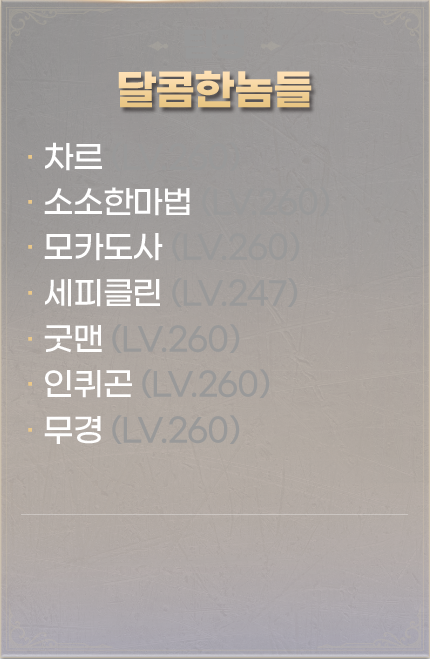 달콤한놈들
· 차르
· 소소한마법 (LV.260)
· 모카도사 (LV.260)
· 세피클린 (LV.247)
· 굿맨 (LV.260)
· 인퀴곤 (LV.260)
· 무경 (LV.260)